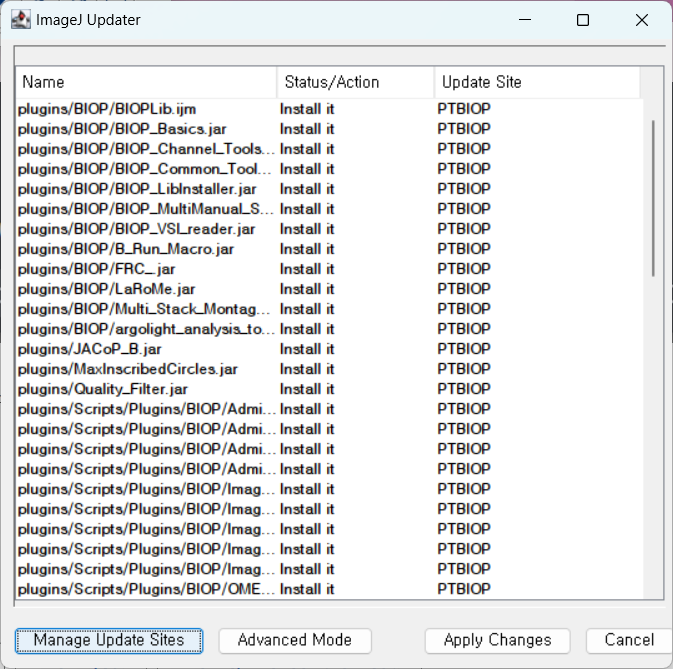 ImageJ Updater
Name Status/Action Update Site
plugins/BIOP/BIOPLib.ijm Install it PTBIOP
plugins/BIOP/BIOP_Basics.jar Install it PTBIOP
plugins/BIOP/BIOP_Channel_Tools... Install it PTBIOP
plugins/BIOP/BIOP_Common_Tool... Install it PTBIOP
plugins/BIOP/BIOP_LibInstaller.jar Install it PTBIOP
plugins/BIOP/BIOP_MultiManual_S... Install it PTBIOP
plugins/BIOP/BIOP_VSI_reader.jar Install it PTBIOP
plugins/BIOP/B_Run_Macro.jar Install it PTBIOP
plugins/BIOP/FRC_.jar Install it PTBIOP
plugins/BIOP/LaRoMe.jar Install it PTBIOP
plugins/BIOP/Multi_Stack_Montag... Install it PTBIOP
plugins/BIOP/argolight_analysis_to... Install it PTBIOP
plugins/JACoP_B.jar Install it PTBIOP
plugins/MaxInscribedCircles.jar Install it PTBIOP
plugins/Quality_Filter.jar Install it PTBIOP
plugins/Scripts/Plugins/BIOP/Admi... Install it PTBIOP
plugins/Scripts/Plugins/BIOP/Admi... Install it PTBIOP
plugins/Scripts/Plugins/BIOP/Admi... Install it PTBIOP
plugins/Scripts/Plugins/BIOP/Admi... Install it PTBIOP
plugins/Scripts/Plugins/BIOP/Imag... Install it PTBIOP
plugins/Scripts/Plugins/BIOP/Imag... Install it PTBIOP
plugins/Scripts/Plugins/BIOP/Imag... Install it PTBIOP
plugins/Scripts/Plugins/BIOP/Imag... Install it PTBIOP
plugins/Scripts/Plugins/BIOP/Imag... Install it PTBIOP
plugins/Scripts/Plugins/BIOP/OME... Install it PTBIOP
Manage Update Sites Advanced Mode Apply Changes Cancel